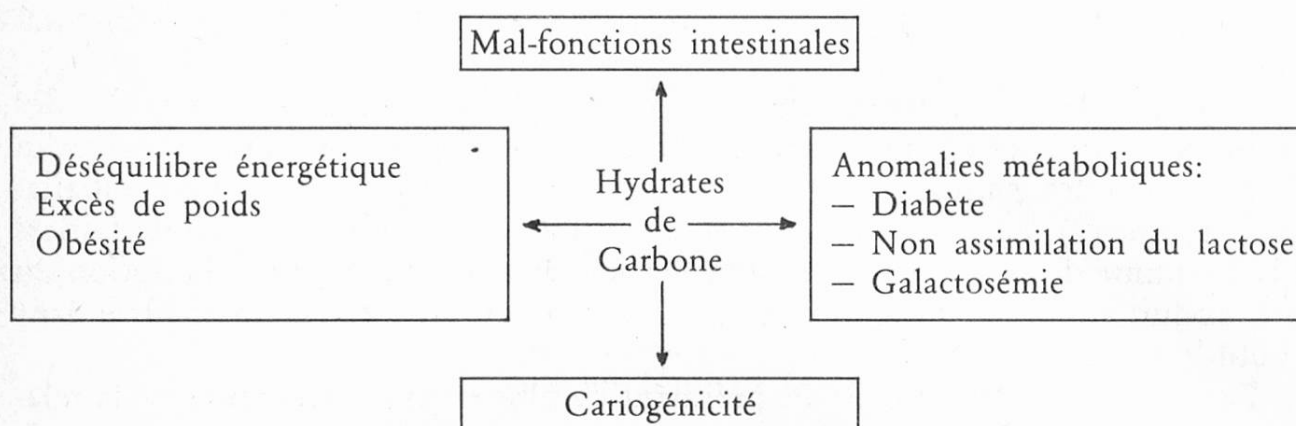 Mal-fonctions intestinales
Déséquilibre énergétique
Excès de poids
Obésité
Hydrates
de
Carbone
Anomalies métaboliques:
– Diabète
– Non assimilation du lactose
– Galactosémie
Cariogénicité